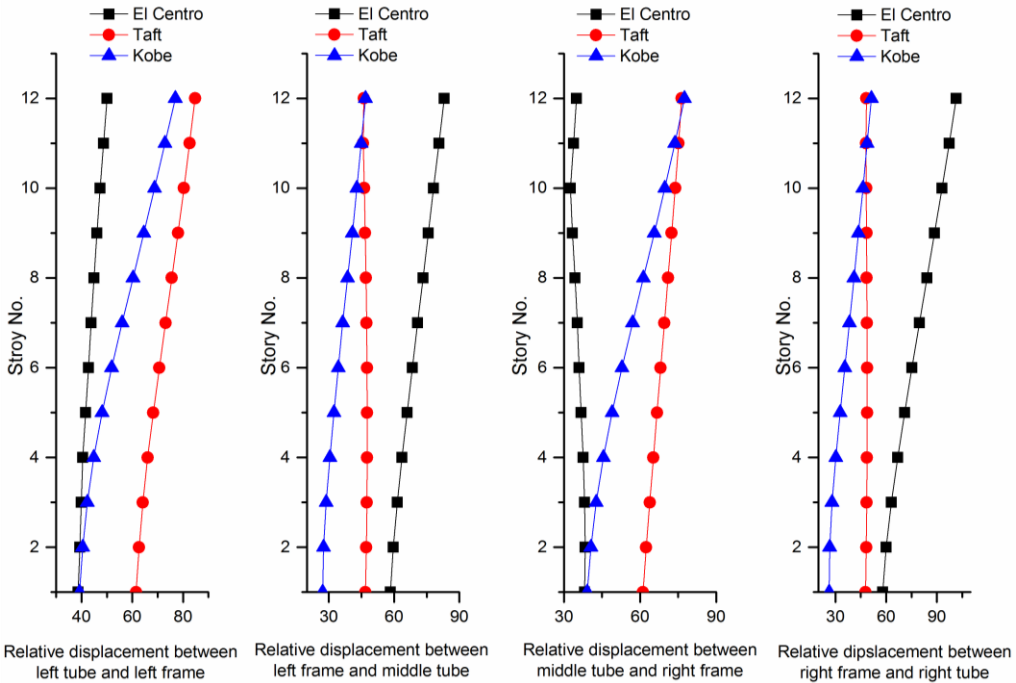 El Centro
Taft
Kobe
12
10
8
6
4
2
Stroy No.
40
60
80
Relative displacement between
left tube and left frame
El Centro
Taft
Kobe
12
10
8
6
4
2
Story No.
30
60
90
Relative displacement between
left frame and middle tube
El Centro
Taft
Kobe
12
10
8
6
4
2
Story No.
30
60
90
Relative displacement between
middle tube and right frame
El Centro
Taft
Kobe
12
10
8
6
4
2
Story No.
30
60
90
Relative dipslacement between
right frame and right tube